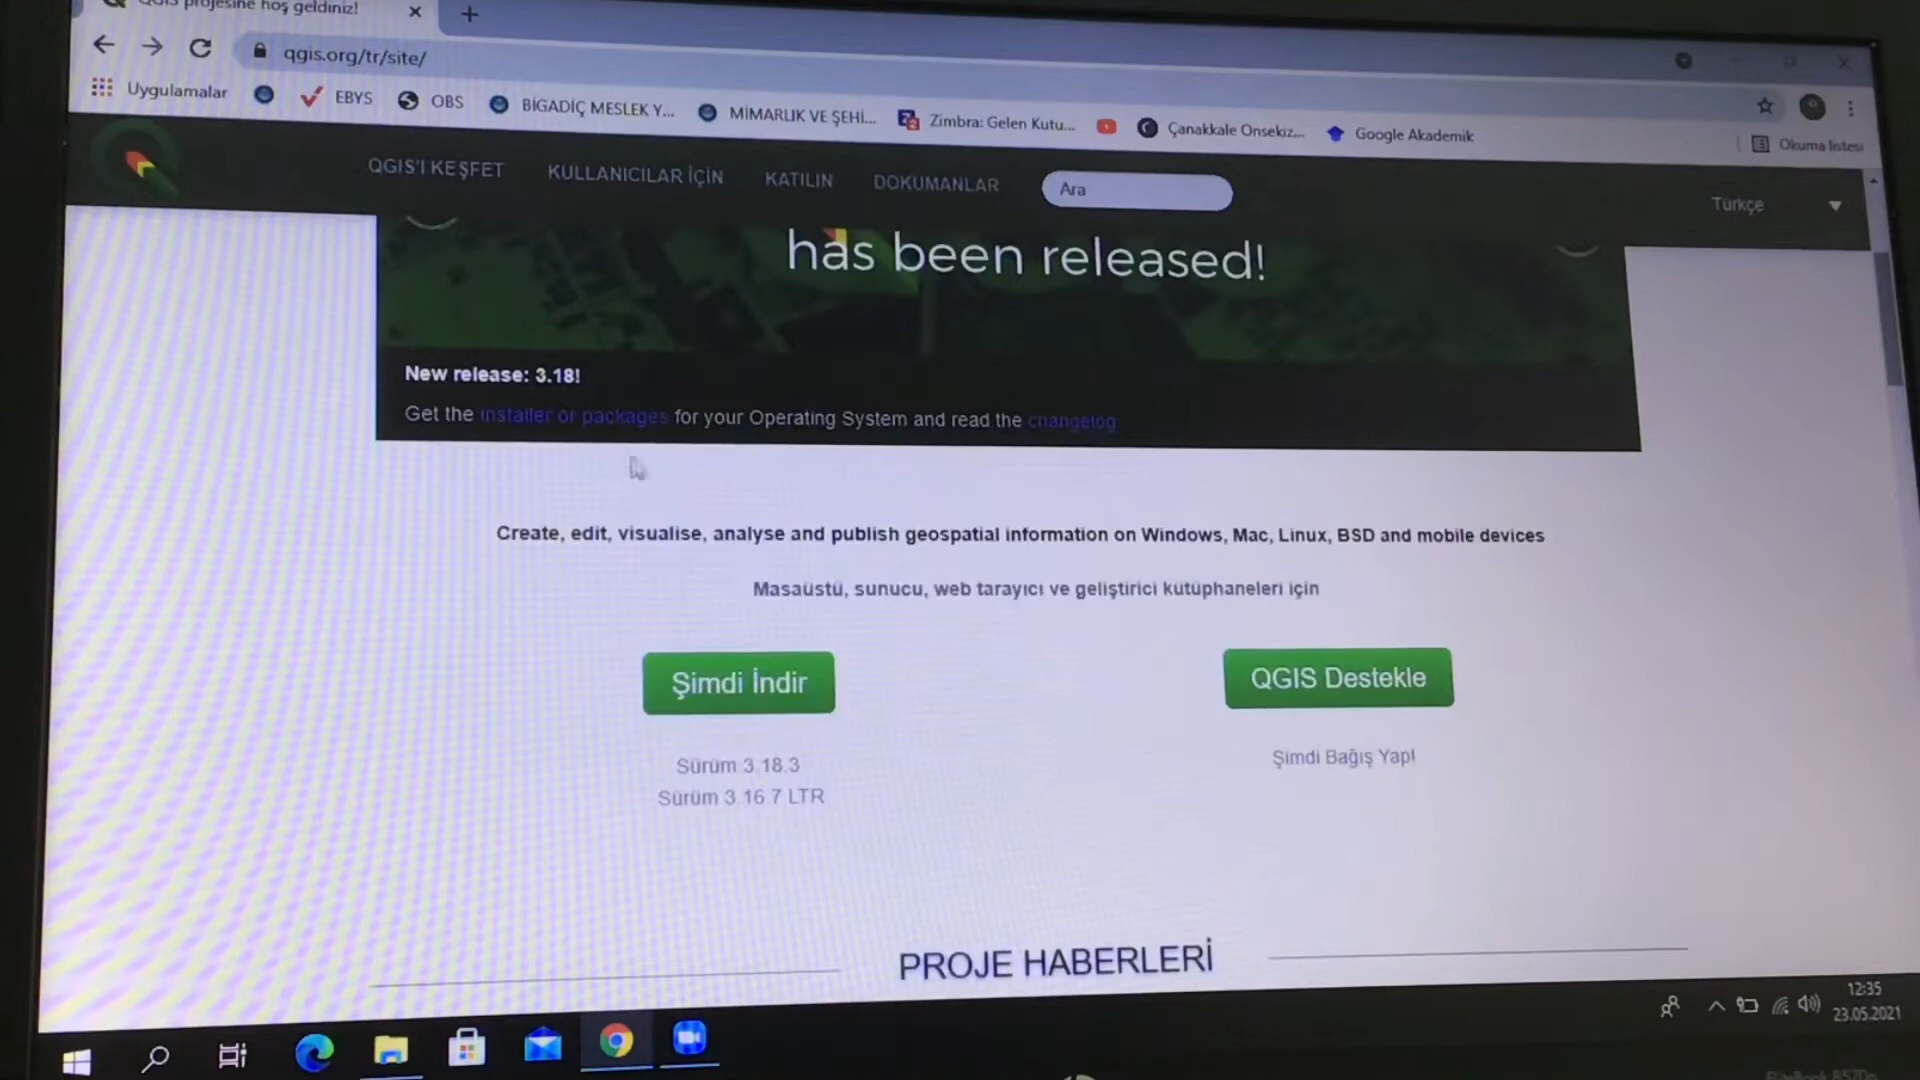 QGIS projesine hoş geldiniz!
qgis.org/tr/site/
Uygulamalar EBYS OBS BİGADİÇ MESLEK Y... MİMARLIK VE ŞEHİ... Zimbra: Gelen Kutu... Çanakkale Onsekiz... Google Akademik
Okuma listesi
QGIS'I KEŞFET KULLANICILAR İÇİN KATILIN DOKUMANLAR Ara
Türkçe
has been released!
New release: 3.18!
Get the installer or packages for your Operating System and read the changelog
Create, edit, visualise, analyse and publish geospatial information on Windows, Mac, Linux, BSD and mobile devices
Masaüstü, sunucu, web tarayıcı ve geliştirici kütüphaneleri için
Şimdi İndir
QGIS Destekle
Sürüm 3.18.3
Sürüm 3.16.7 LTR
Şimdi Bağış Yap!
PROJE HABERLERİ
12:35
23.05.2021